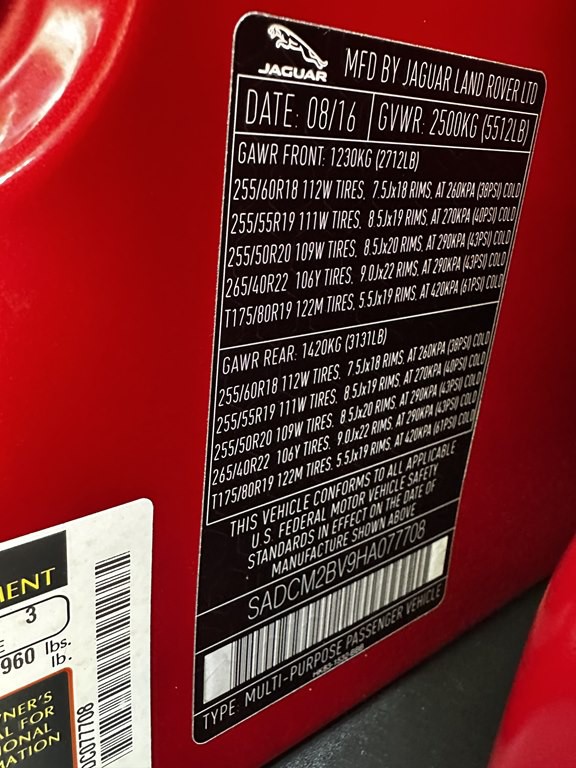 JAGUAR
MFD BY JAGUAR LAND ROVER LTD
DATE: 08/16
GVWR: 2500KG (5512LB)
GAWR FRONT: 1230KG (2712LB)
255/60R18 112W TIRES, 7.5Jx18 RIMS, AT 260KPA (38PSI) COLD
255/55R19 111W TIRES, 8.5Jx19 RIMS, AT 270KPA (40PSI) COLD
255/50R20 109W TIRES, 8.5Jx20 RIMS, AT 290KPA (43PSI) COLD
265/40R22 106Y TIRES, 9.0Jx22 RIMS, AT 290KPA (43PSI) COLD
T175/80R19 122M TIRES, 5.5Jx19 RIMS, AT 420KPA (61PSI) COLD
GAWR REAR: 1420KG (3131LB)
255/60R18 112W TIRES, 7.5Jx18 RIMS, AT 260KPA (38PSI) COLD
255/55R19 111W TIRES, 8.5Jx19 RIMS, AT 270KPA (40PSI) COLD
255/50R20 109W TIRES, 8.5Jx20 RIMS, AT 290KPA (43PSI) COLD
265/40R22 106Y TIRES, 9.0Jx22 RIMS, AT 290KPA (43PSI) COLD
T175/80R19 122M TIRES, 5.5Jx19 RIMS, AT 420KPA (61PSI) COLD
THIS VEHICLE CONFORMS TO ALL APPLICABLE
U.S. FEDERAL MOTOR VEHICLE SAFETY
STANDARDS IN EFFECT ON THE DATE OF
MANUFACTURE SHOWN ABOVE
SADCM2BV9HA077708
TYPE: MULTI-PURPOSE PASSENGER VEHICLE
3
960 lbs.
lb.
FOR